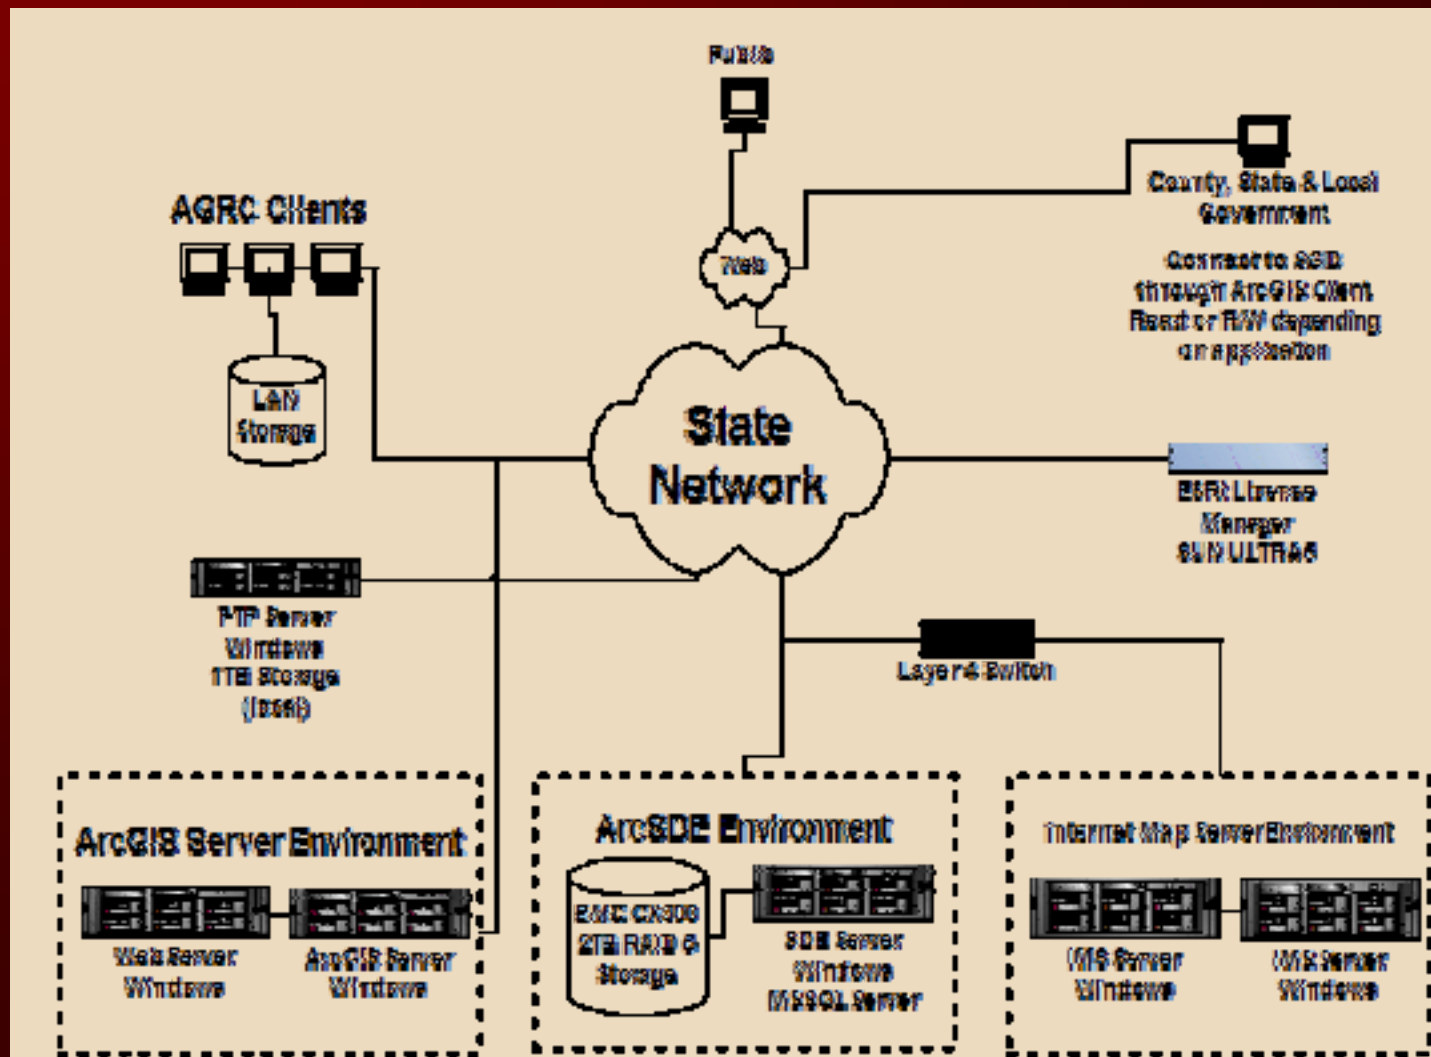 Public
AGRC Clients
County, State & Local
Government
Web
Connect to SGID
through ArcGIS Client
Read or R/W depending
on application
LAN
Storage
State
Network
ESRI License
Manager
SUN ULTRA5
FTP Server
Windows
1TB Storage
(local)
Layer 4 Switch
ArcGIS Server Environment
Web Server
Windows
ArcGIS Server
Windows
ArcSDE Environment
EMC
2TB RAID 5
Storage
SDE Server
Windows
MSSQL Server
Internet Map Server Environment
IMS Server
Windows
IMS Server
Windows